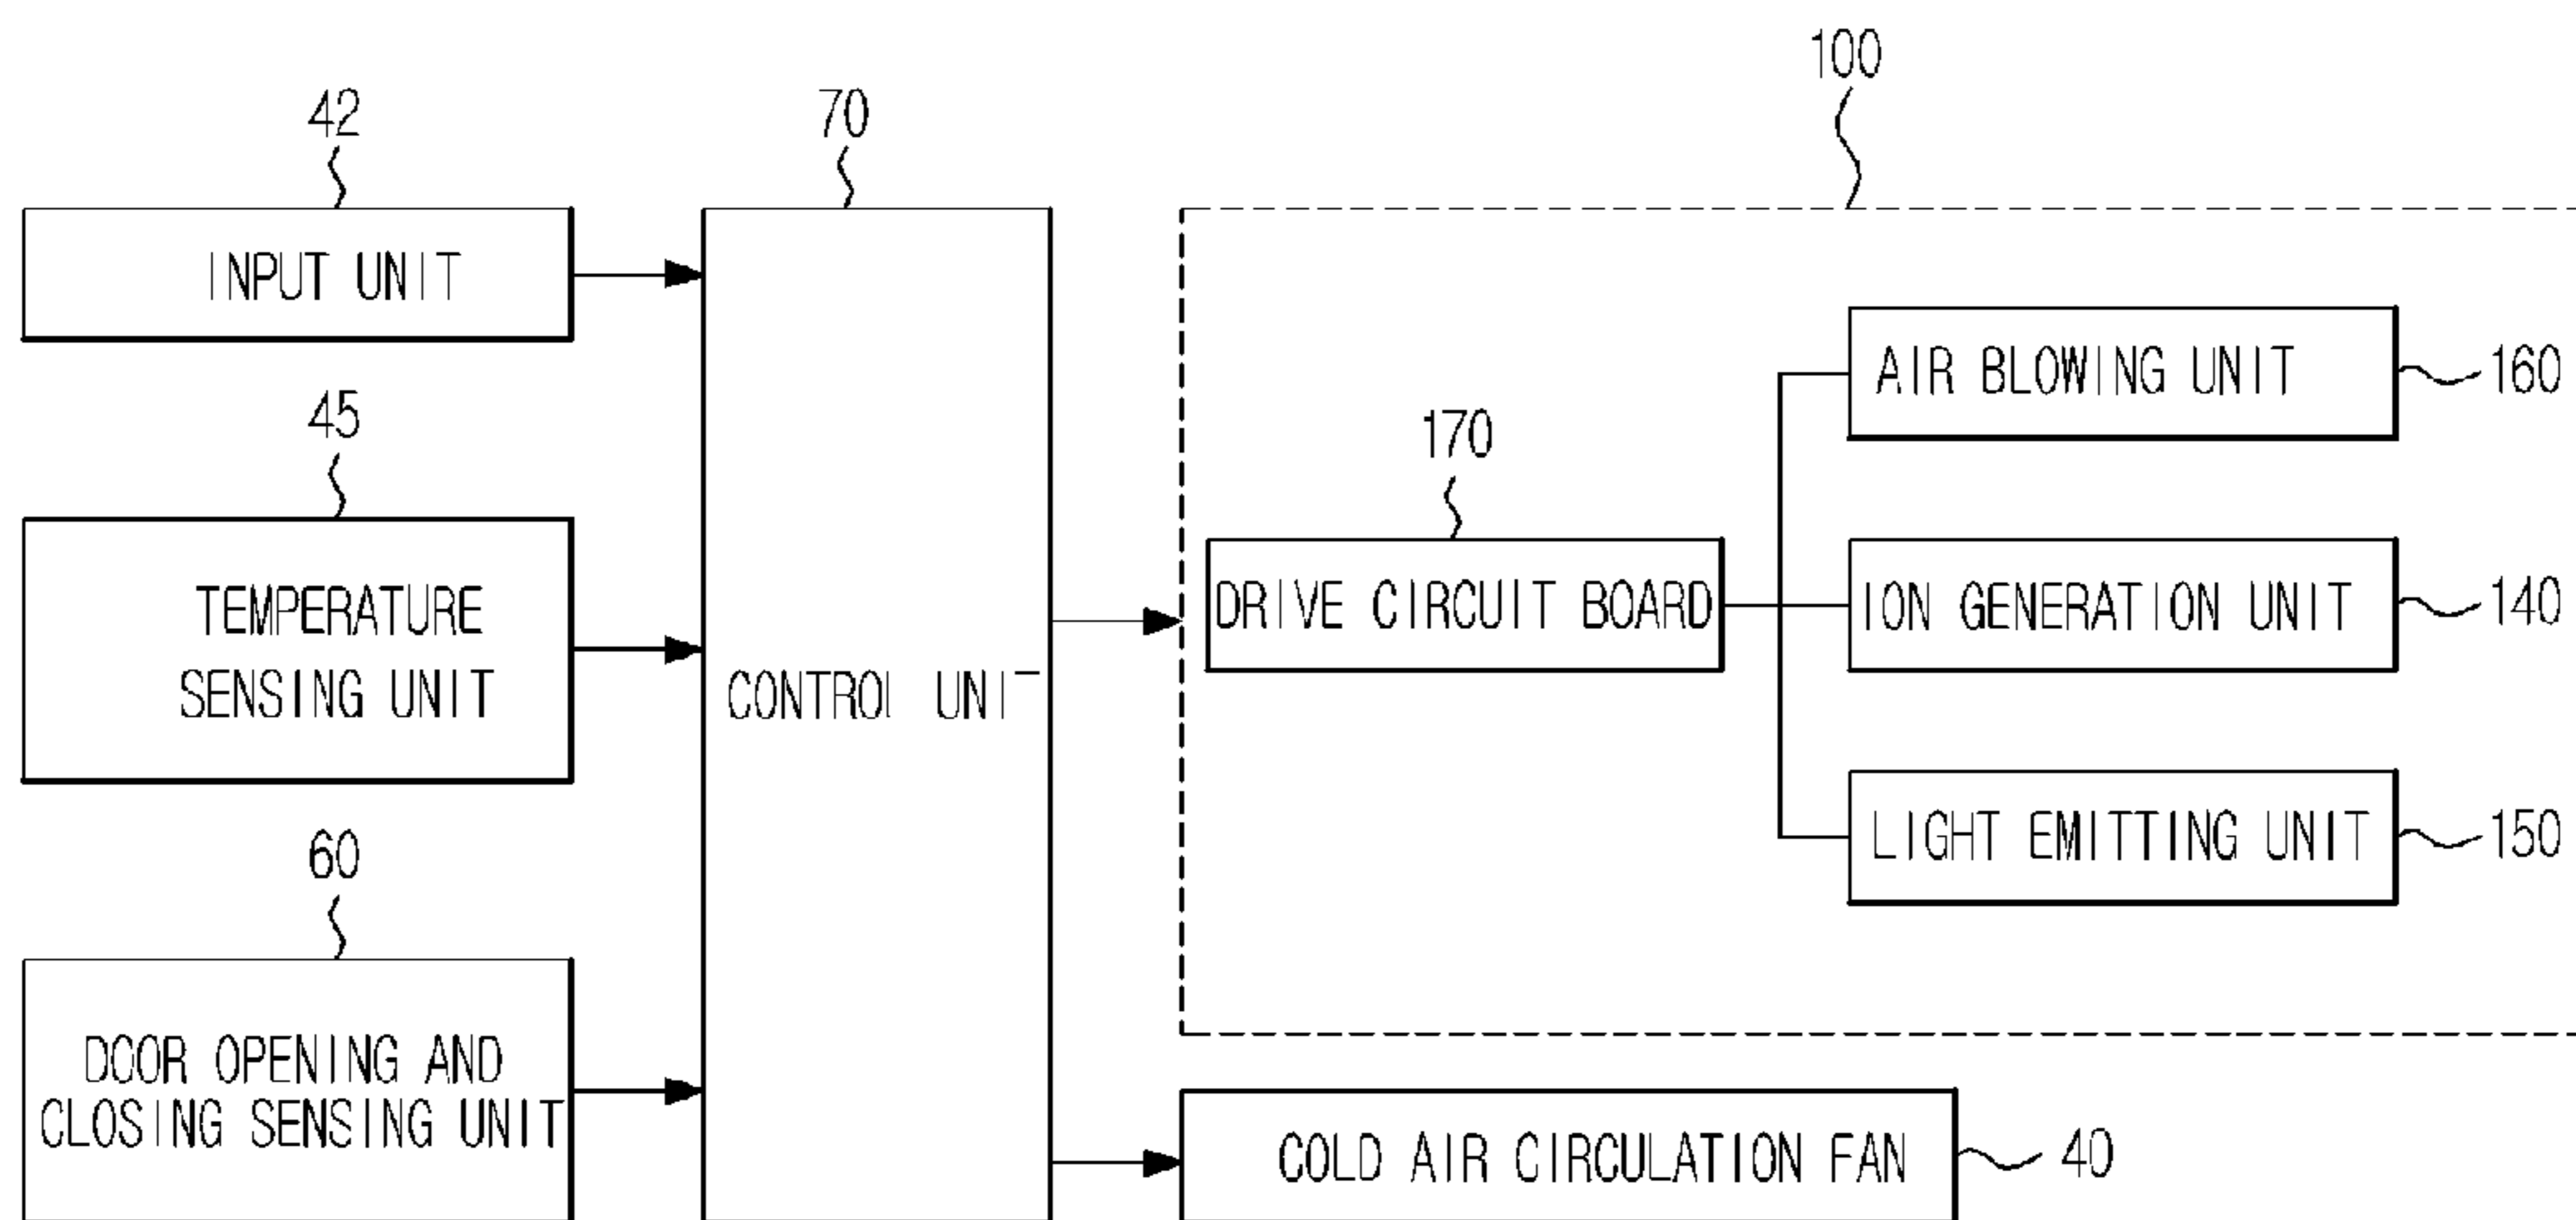 100
42
70
INPUT UNIT
AIR BLOWING UNIT
160
45
170
TEMPERATURE
SENSING UNIT
DRIVE CIRCUIT BOARD
ION GENERATION UNIT
140
CONTROL UNIT
LIGHT EMITTING UNIT
150
60
DOOR OPENING AND
CLOSING SENSING UNIT
COLD AIR CIRCULATION FAN
40